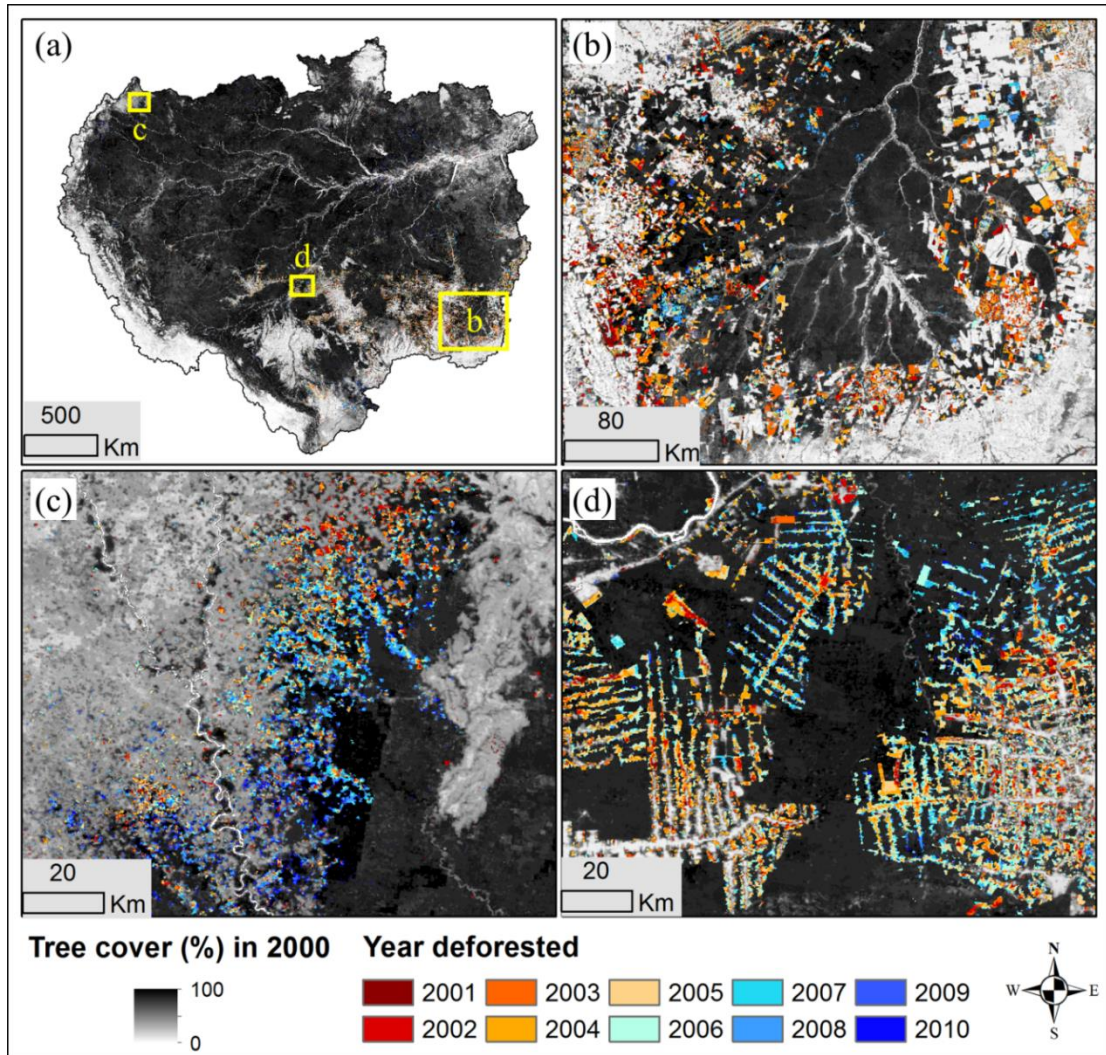 (a)
c
d
b
500
Km
(b)
80
Km
(c)
20
Km
(d)
20
Km
Tree cover (%) in 2000
100
0
Year deforested
2001 2003 2005 2007 2009
2002 2004 2006 2008 2010
N
W E
S